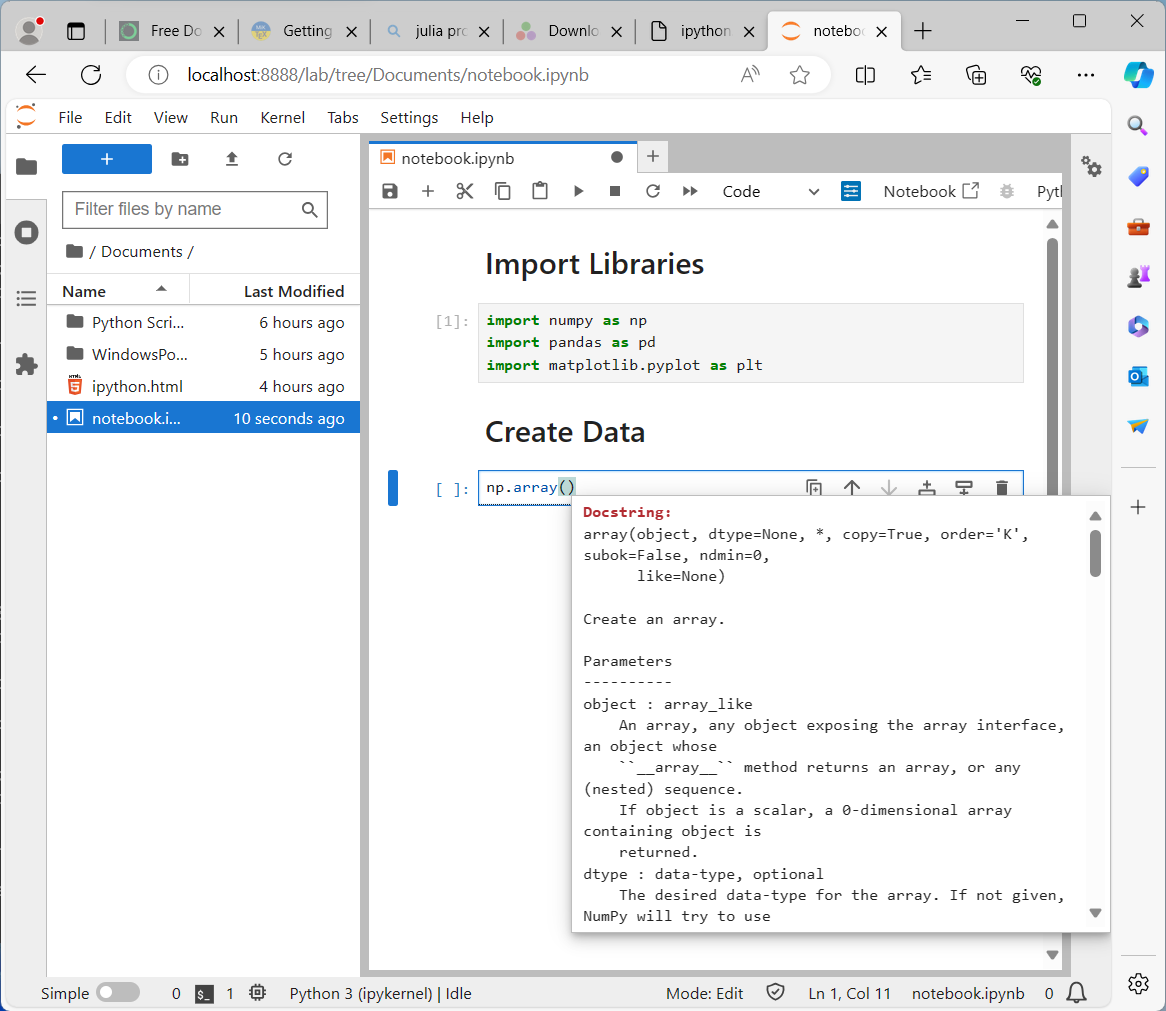 Free Do
Getting
julia pro
Downlo
ipython
noteboo
localhost:8888/lab/tree/Documents/notebook.ipynb
File Edit View Run Kernel Tabs Settings Help
+
Filter files by name
/ Documents /
Name Last Modified
Python Scri... 6 hours ago
WindowsPo... 5 hours ago
ipython.html 4 hours ago
• notebook.i... 10 seconds ago
notebook.ipynb
Code Notebook Pyth
Import Libraries
[1]: import numpy as np
import pandas as pd
import matplotlib.pyplot as plt
Create Data
[ ]: np.array()
Docstring:
array(object, dtype=None, *, copy=True, order='K',
subok=False, ndmin=0,
like=None)
Create an array.
Parameters
----------
object : array_like
An array, any object exposing the array interface,
an object whose
``__array__`` method returns an array, or any
(nested) sequence.
If object is a scalar, a 0-dimensional array
containing object is
returned.
dtype : data-type, optional
The desired data-type for the array. If not given,
NumPy will try to use
Simple 0 $_ 1 Python 3 (ipykernel) | Idle Mode: Edit Ln 1, Col 11 notebook.ipynb 0